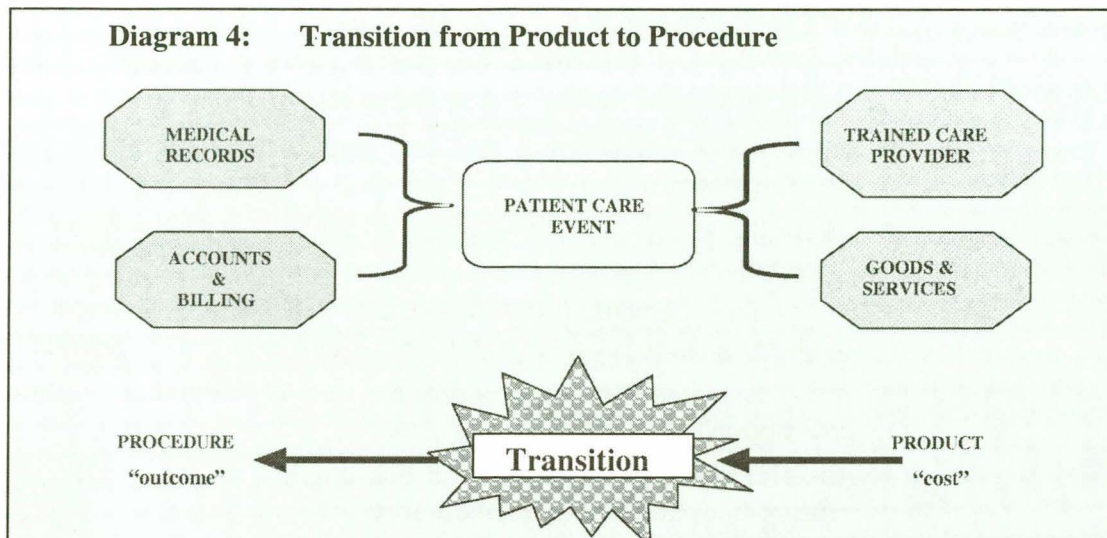 Diagram 4: Transition from Product to Procedure
MEDICAL
RECORDS
TRAINED CARE
PROVIDER
PATIENT CARE
EVENT
ACCOUNTS
&
BILLING
GOODS &
SERVICES
PROCEDURE
“outcome”
Transition
PRODUCT
“cost”